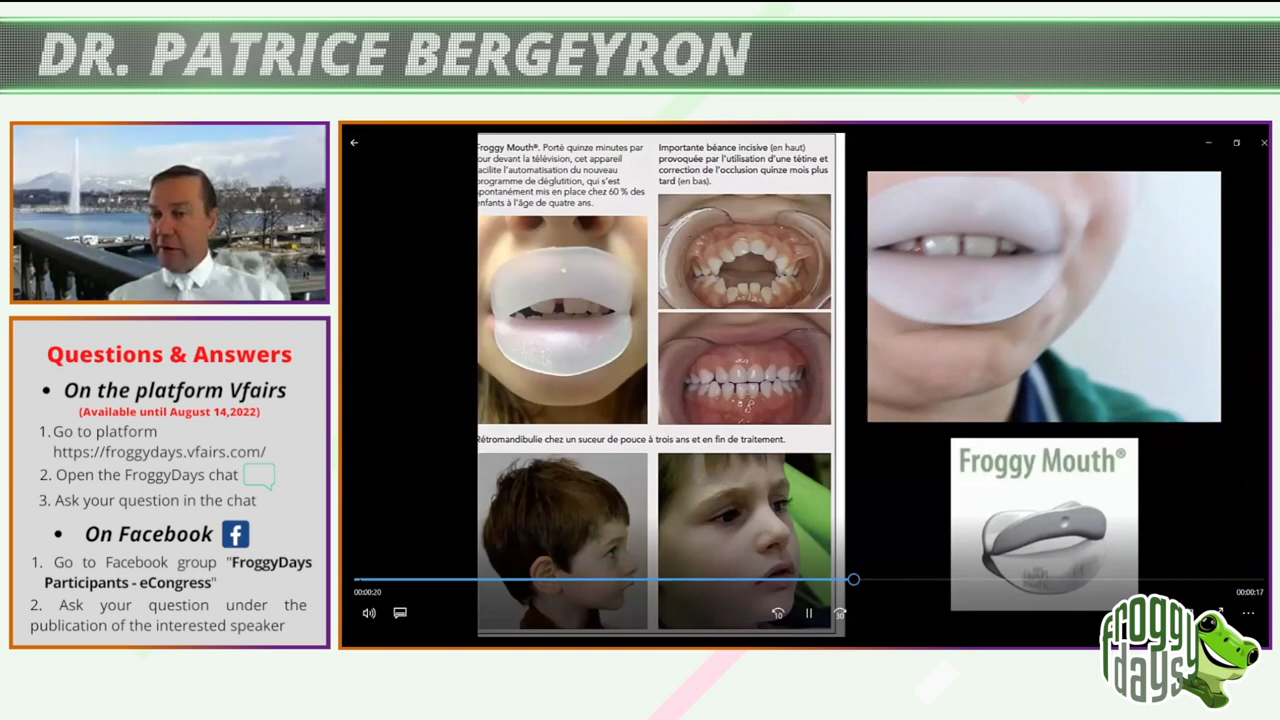 DR. PATRICE BERGEYRON
Questions & Answers
• On the platform Vfairs
(Available until August 14,2022)
1. Go to platform
https://froggydays.vfairs.com/
2. Open the FroggyDays chat
3. Ask your question in the chat
• On Facebook
1. Go to Facebook group "FroggyDays
Participants - eCongress"
2. Ask your question under the
publication of the interested speaker
Froggy Mouth®. Porté quinze minutes par
our devant la télévision, cet appareil
acilite l'automatisation du nouveau
programme de déglutition, qui s'est
spontanément mis en place chez 60 % des
enfants à l'âge de quatre ans.
Importante béance incisive (en haut)
provoquée par l'utilisation d'une tétine et
correction de l'occlusion quinze mois plus
tard (en bas).
Rétromandibulie chez un suceur de pouce à trois ans et en fin de traitement.
Froggy Mouth®
00:00:20
00:00:17
10
30
froggy
days